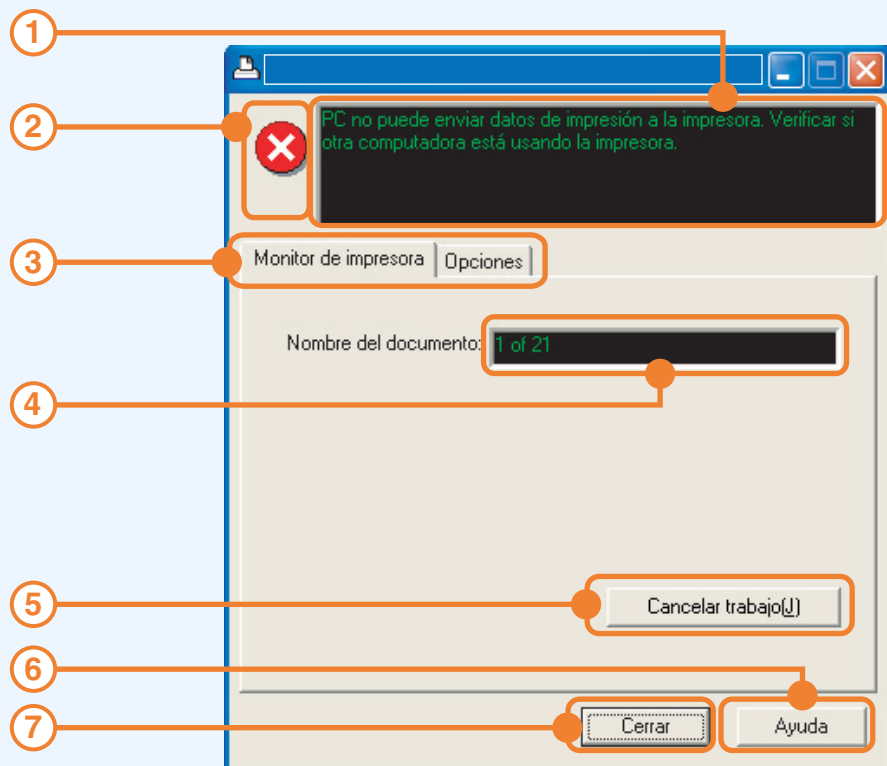 1
2
PC no puede enviar datos de impresión a la impresora. Verificar si
otra computadora está usando la impresora.
3
Monitor de impresora
Opciones
Nombre del documento:
1 of 21
4
5
Cancelar trabajo(J)
6
7
Cerrar
Ayuda